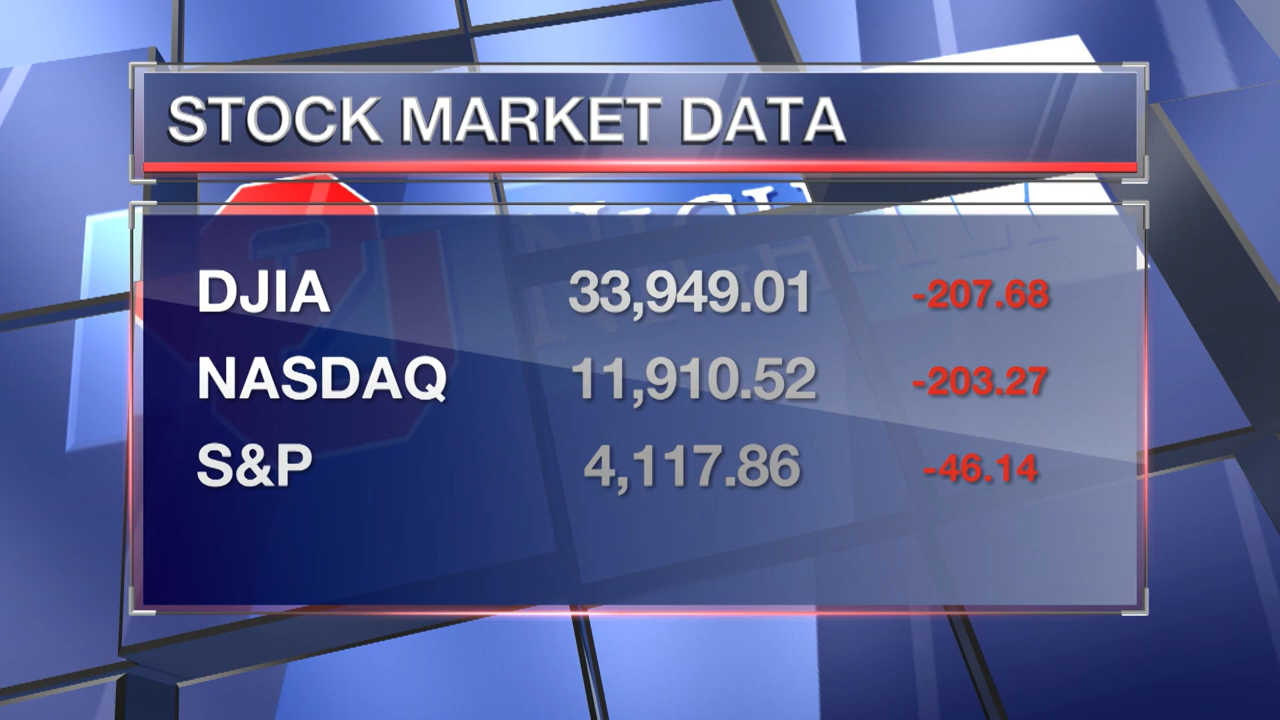 STOCK MARKET DATA
DJIA 33,949.01 -207.68
NASDAQ 11,910.52 -203.27
S&P 4,117.86 -46.14